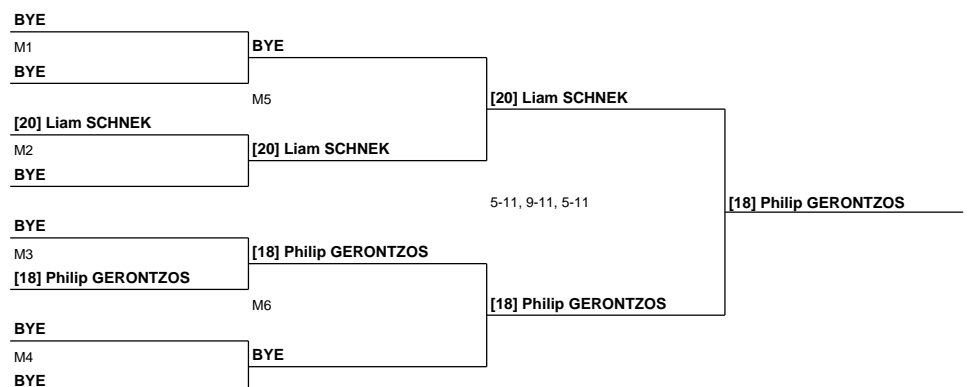 BYE
M1
BYE
BYE
M5
[20] Liam SCHNEK
M2
BYE
[20] Liam SCHNEK
[20] Liam SCHNEK
5-11, 9-11, 5-11
[18] Philip GERONTZOS
BYE
M3
[18] Philip GERONTZOS
[18] Philip GERONTZOS
M6
[18] Philip GERONTZOS
BYE
M4
BYE
BYE